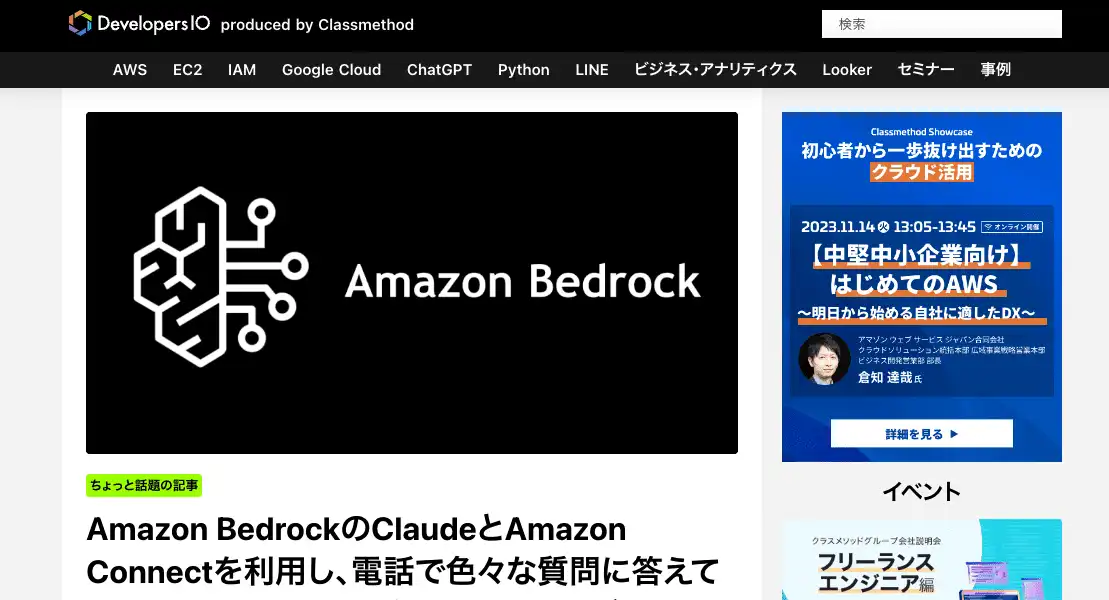 DevelopersIO produced by Classmethod
検索
AWS EC2 IAM Google Cloud ChatGPT Python LINE ビジネス・アナリティクス Looker セミナー 事例
Amazon Bedrock
ちょっと話題の記事
Amazon BedrockのClaudeとAmazon
Connectを利用し、電話で色々な質問に答えて
Classmethod Showcase
初心者から一歩抜け出すための
クラウド活用
2023.11.14 火 13:05-13:45 オンライン開催
【中堅中小企業向け】
はじめてのAWS
〜明日から始める自社に適したDX〜
アマゾン ウェブ サービス ジャパン合同会社
クラウドソリューション統括本部 広域事業戦略営業本部
ビジネス開発営業部 部長
倉知 達哉氏
詳細を見る ▶
イベント
クラスメソッドグループ会社説明会
フリーランス
エンジニア編